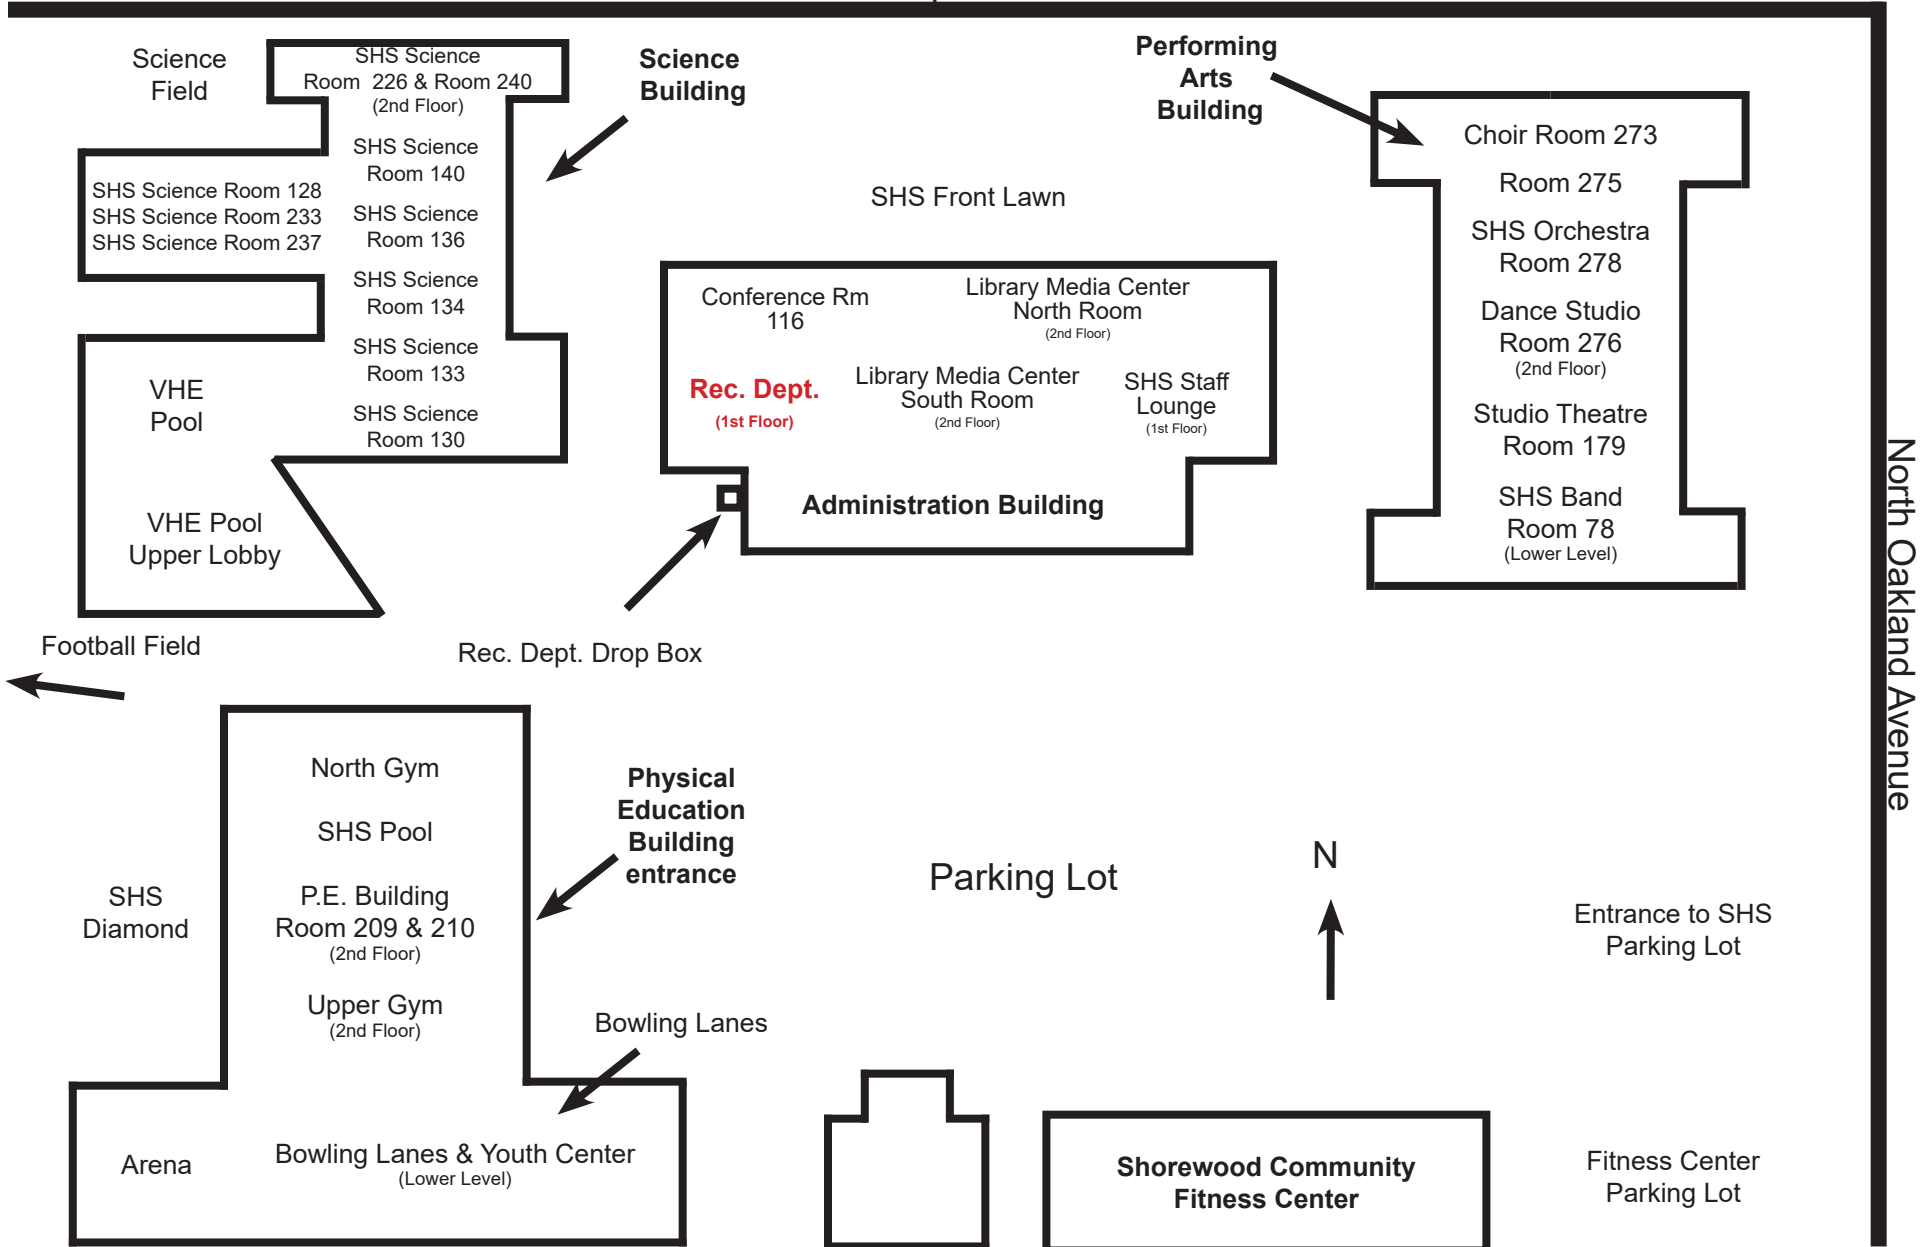 Science
Field
SHS Science
Room  226 & Room 240
(2nd Floor)
SHS Science
Room 140
SHS Science
Room 136
SHS Science
Room 134
SHS Science
Room 133
SHS Science
Room 130
SHS Science Room 128
SHS Science Room 233
SHS Science Room 237
VHE
Pool
VHE Pool
Upper Lobby
Science
Building
SHS Front Lawn
Performing
Arts
Building
Choir Room 273
Room 275
SHS Orchestra
Room 278
Dance Studio
Room 276
(2nd Floor)
Studio Theatre
Room 179
SHS Band
Room 78
(Lower Level)
Conference Rm
116
Library Media Center
North Room
(2nd Floor)
Rec. Dept.
(1st Floor)
Library Media Center
South Room
(2nd Floor)
SHS Staff
Lounge
(1st Floor)
Administration Building
North Oakland Avenue
Football Field
Rec. Dept. Drop Box
North Gym
SHS Pool
P.E. Building
Room 209 & 210
(2nd Floor)
Upper Gym
(2nd Floor)
Physical
Education
Building
entrance
SHS
Diamond
Parking Lot
N
Entrance to SHS
Parking Lot
Bowling Lanes
Arena
Bowling Lanes & Youth Center
(Lower Level)
Shorewood Community
Fitness Center
Fitness Center
Parking Lot